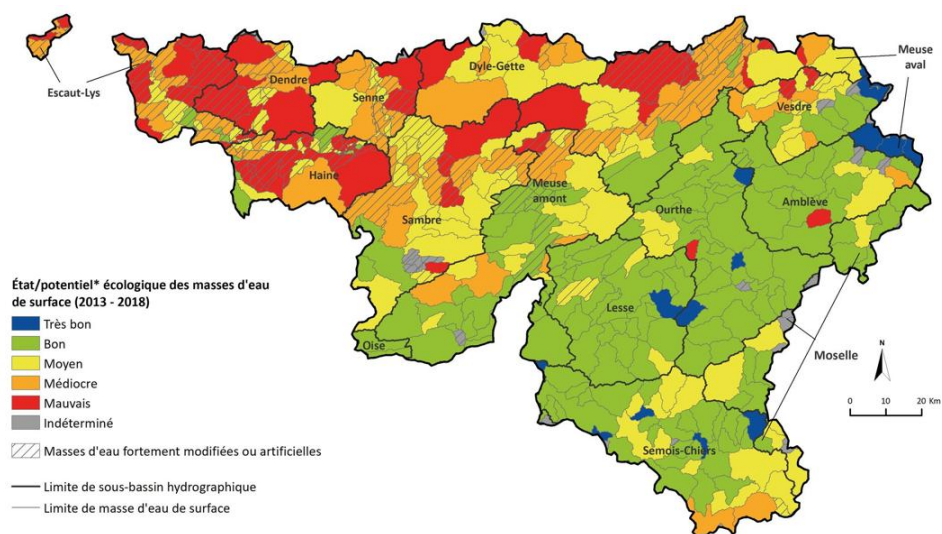 Escaut-Lys
Dendre
Senne
Dyle-Gette
Meuse
aval
Vesdre
Haine
Sambre
Meuse
amont
Ourthe
Amblève
Lesse
Oise
Moselle
Semois-Chiers
N
0 10 20 Km
État/potentiel* écologique des masses d'eau
de surface (2013 - 2018)
Très bon
Bon
Moyen
Médiocre
Mauvais
Indéterminé
Masses d'eau fortement modifiées ou artificielles
Limite de sous-bassin hydrographique
Limite de masse d'eau de surface